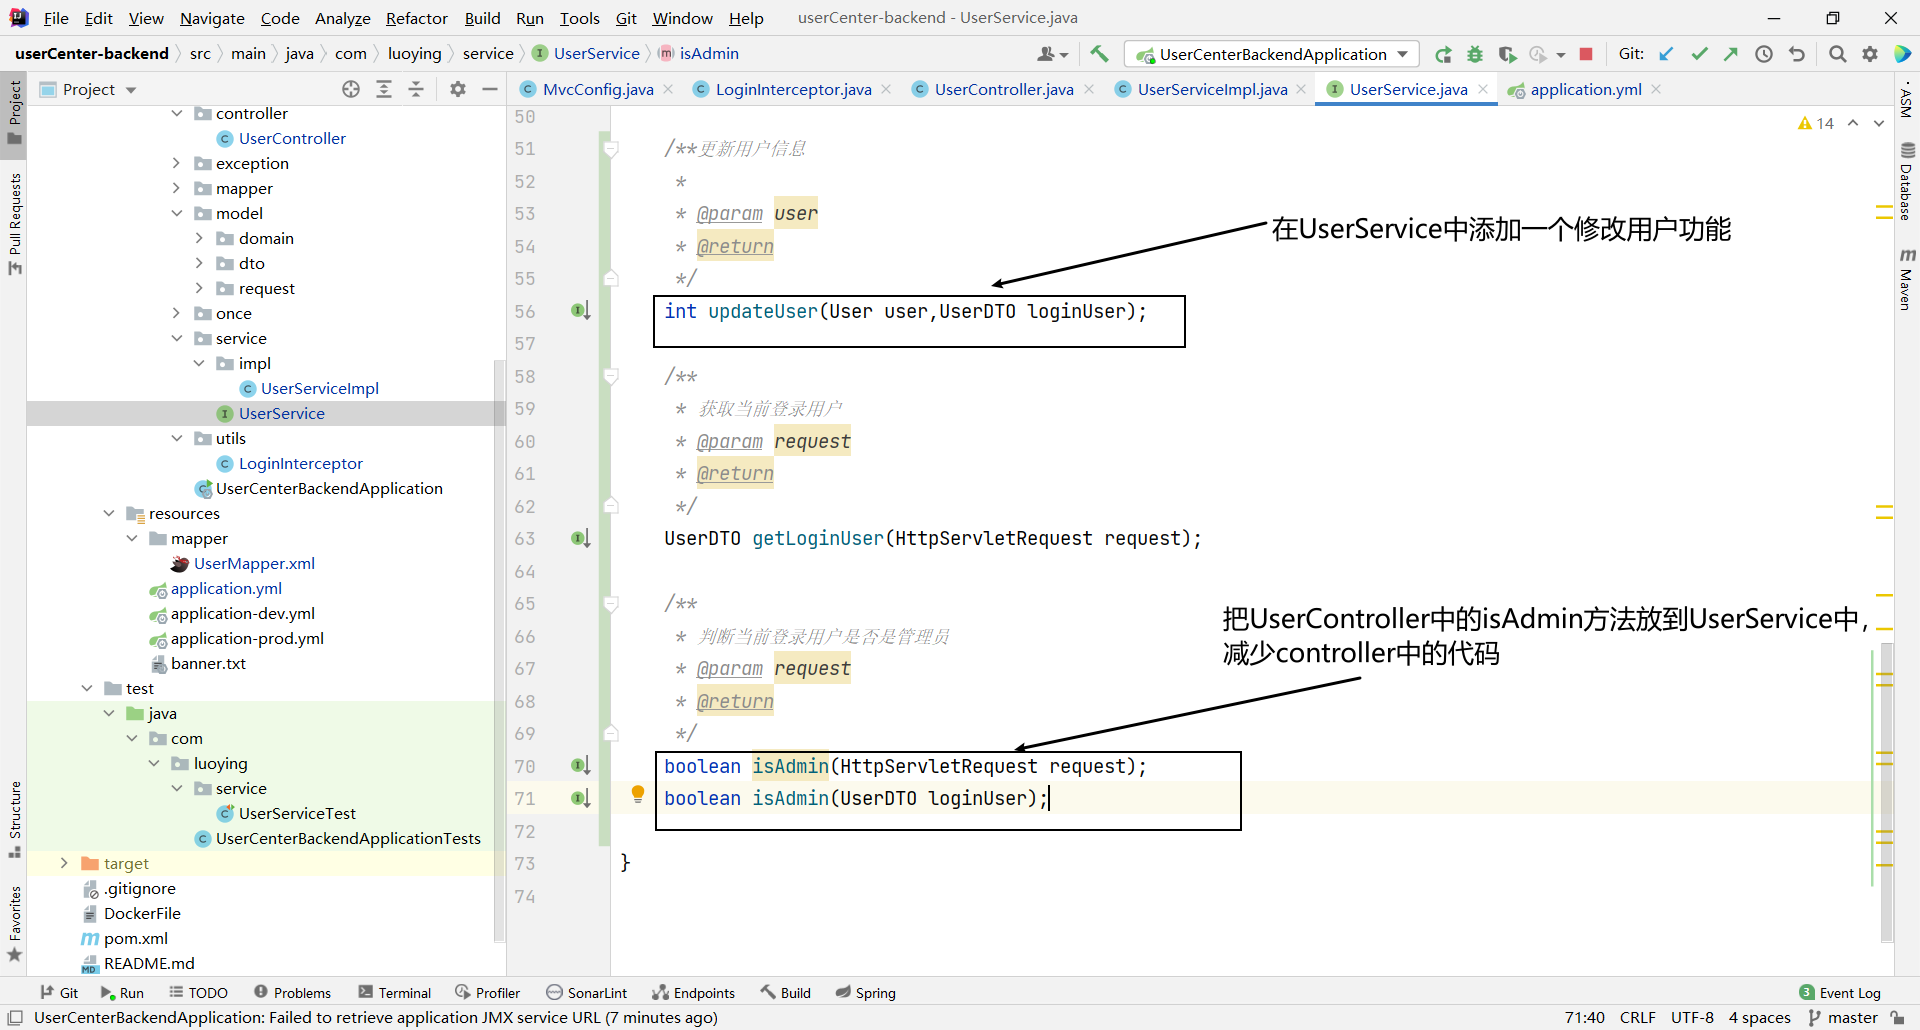 File Edit View Navigate Code Analyze Refactor Build Run Tools Git Window Help userCenter-backend - UserService.java
userCenter-backend src main java com luoying service UserService isAdmin UserCenterBackendApplication Git:
Project MvcConfig.java LoginInterceptor.java UserController.java UserServiceImpl.java UserService.java application.yml
Project
Pull Requests
Structure
Favorites
controller
UserController
exception
mapper
model
domain
dto
request
once
service
impl
UserServiceImpl
UserService
utils
LoginInterceptor
UserCenterBackendApplication
resources
mapper
UserMapper.xml
application.yml
application-dev.yml
application-prod.yml
banner.txt
test
java
com
luoying
service
UserServiceTest
UserCenterBackendApplicationTests
target
.gitignore
DockerFile
pom.xml
README.md
14
50
51 /**更新用户信息
52 *
53 * @param user
54 * @return
55 */
56 int updateUser(User user,UserDTO loginUser);
57
58 /**
59 * 获取当前登录用户
60 * @param request
61 * @return
62 */
63 UserDTO getLoginUser(HttpServletRequest request);
64
65 /**
66 * 判断当前登录用户是否是管理员
67 * @param request
68 * @return
69 */
70 boolean isAdmin(HttpServletRequest request);
71 boolean isAdmin(UserDTO loginUser);
72
73 }
74
在UserService中添加一个修改用户功能
把UserController中的isAdmin方法放到UserService中，
减少controller中的代码
ASM
Database
Maven
Git Run TODO Problems Terminal Profiler SonarLint Endpoints Build Spring 3 Event Log
UserCenterBackendApplication: Failed to retrieve application JMX service URL (7 minutes ago) 71:40 CRLF UTF-8 4 spaces master